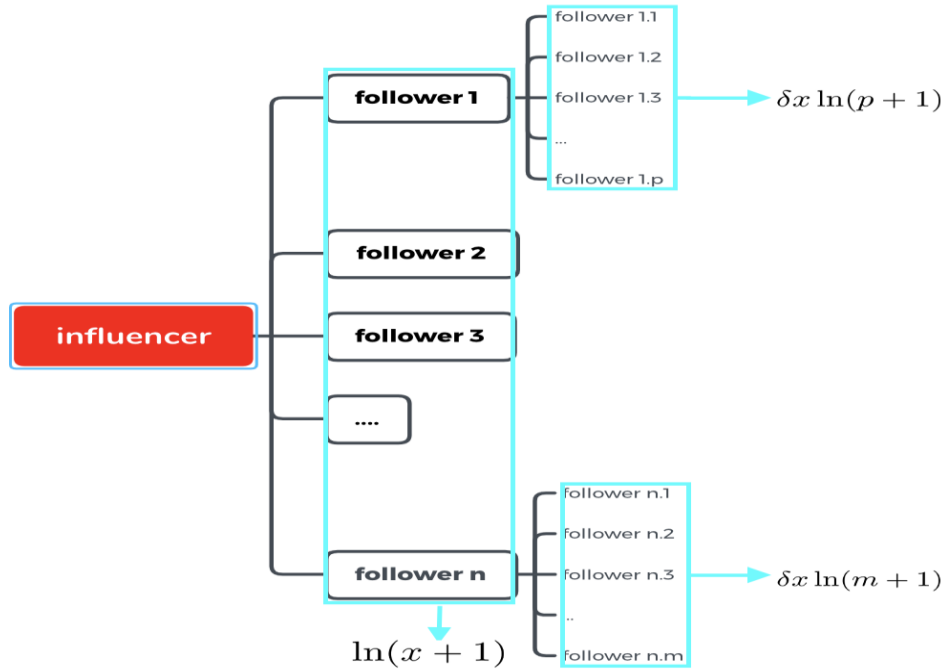 follower 1.1
follower 1.2
follower 1
follower 1.3
δx ln(p + 1)
...
follower 1.p
follower 2
influencer
follower 3
....
follower n.1
follower n.2
follower n
follower n.3
δx ln(m + 1)
..
follower n.m
ln(x + 1)